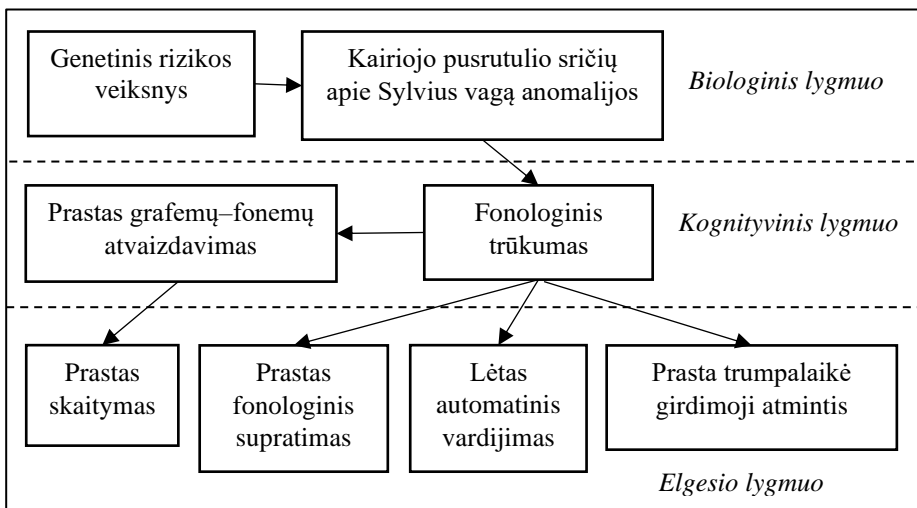 Genetinis rizikos
veiksnys
Kairiojo pusrutulio sričių
apie Sylvius vagą anomalijos
Biologinis lygmuo
Prastas grafemų–fonemų
atvaizdavimas
Fonologinis
trūkumas
Kognityvinis lygmuo
Prastas
skaitymas
Prastas
fonologinis
supratimas
Lėtas
automatinis
vardijimas
Prasta trumpalaikė
girdimoji atmintis
Elgesio lygmuo